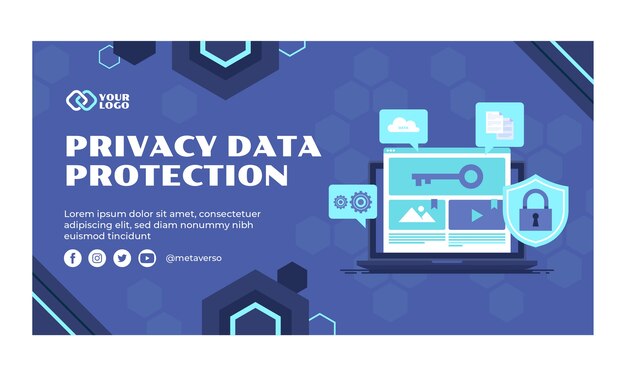 YOUR
LOGO
PRIVACY DATA
PROTECTION
Lorem ipsum dolor sit amet, consectetuer
adipiscing elit, sed diam nonummy nibh
euismod tincidunt
@metaverso